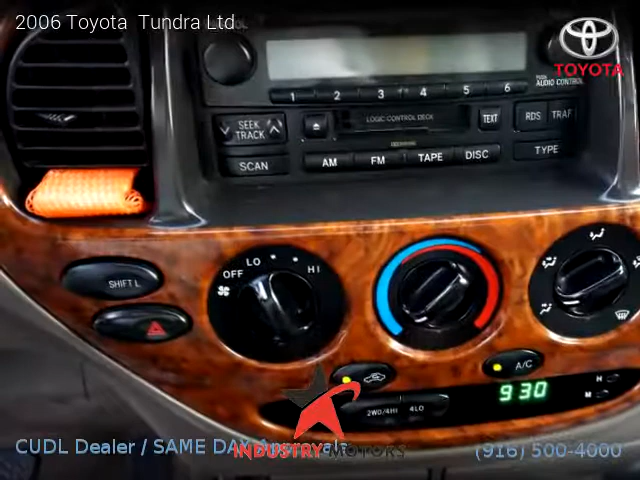 2006 Toyota Tundra Ltd
TOYOTA
1 2 3 4 5 6
AUDIO CONTROL
SEEK TRACK
LOGIC CONTROL DECK
TEXT
RDS TRAF
SCAN
AM FM TAPE DISC
TYPE
SHIFT L
OFF LO HI
A/C
2WD/4HI 4LO
9:30
H
M
CUDL Dealer / SAME DAY Approvals
INDUSTRY MOTORS
(916) 500-4000